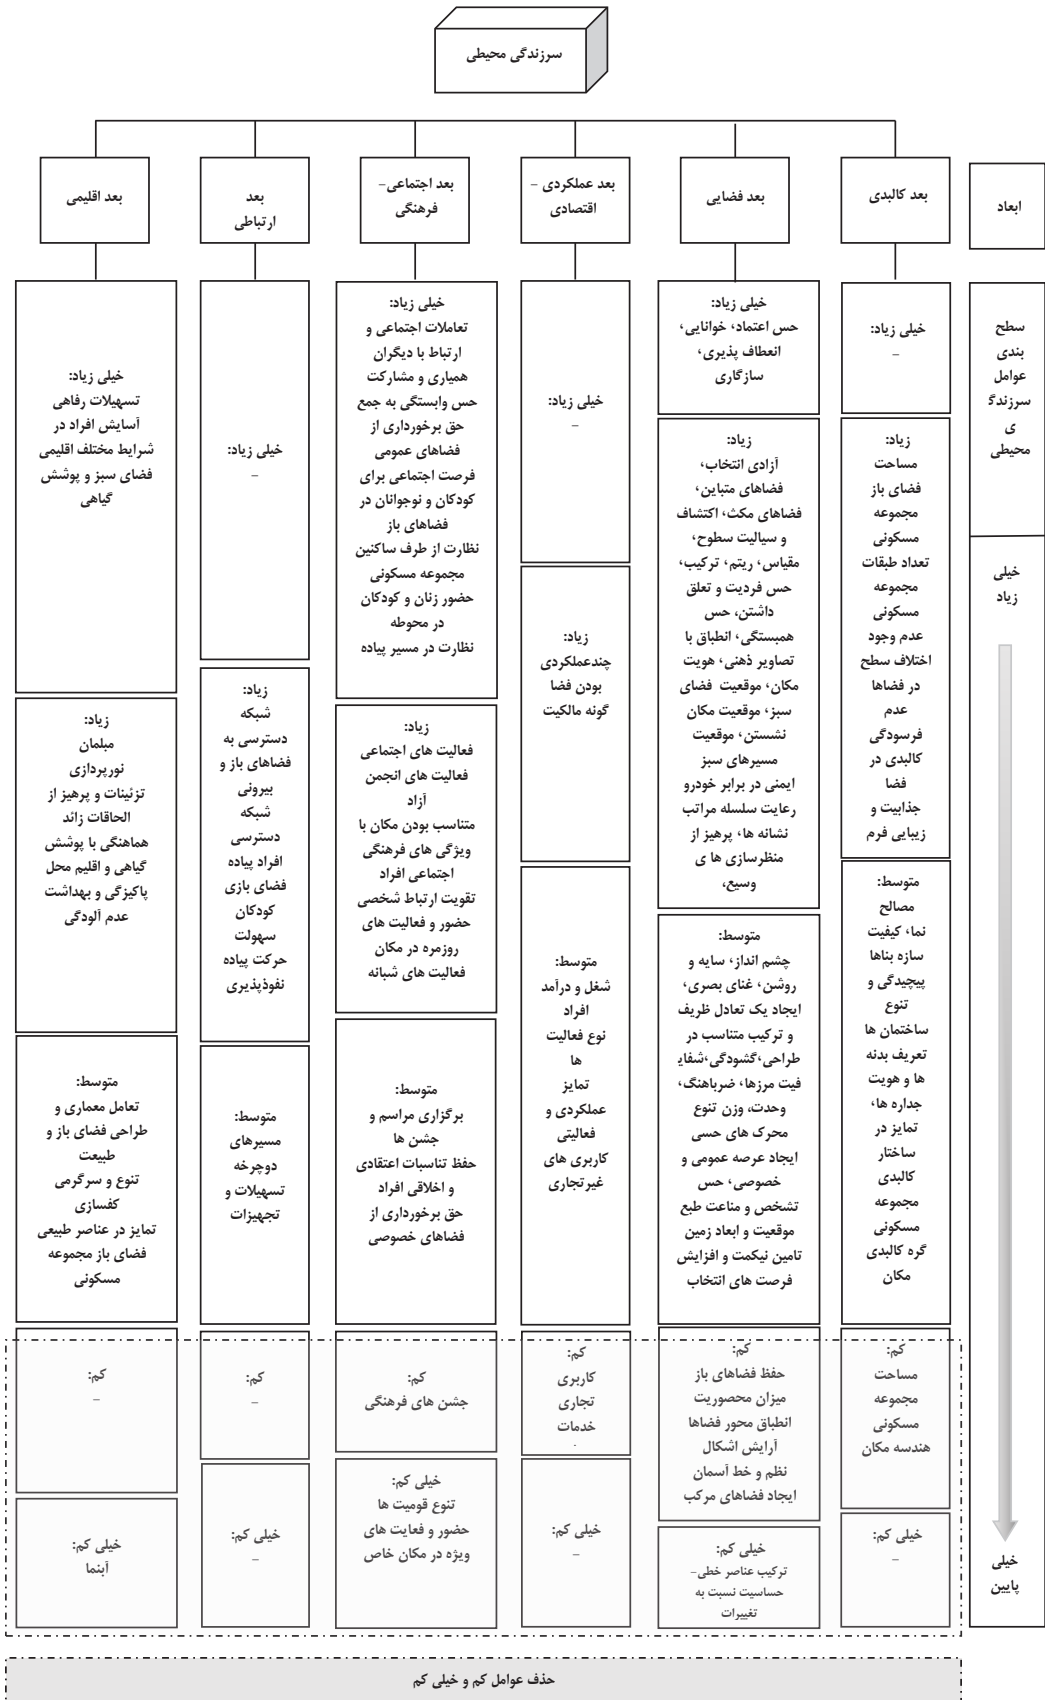 سرزندگی محیطی
ابعاد
بعد کالبدی
بعد فضایی
بعد عملکردی –
اقتصادی
بعد اجتماعی–
فرهنگی
بعد
ارتباطی
بعد اقلیمی
سطح
بندی
عوامل
سرزندگ
ی
محیطی
خیلی
زیاد
خیلی
پایین
خیلی زیاد:
–
زیاد:
مساحت
فضای باز
مجموعه
مسکونی
تعداد طبقات
مجموعه
مسکونی
عدم وجود
اختلاف سطح
در فضاها
عدم
فرسودگی
کالبدی در
فضا
جذابیت و
زیبایی فرم
متوسط:
مصالح
نما، کیفیت
سازه بناها
پیچیدگی و
تنوع
ساختمان ها
تعریف بدنه
ها و هویت
جداره ها،
تمایز در
ساختار
کالبدی
مجموعه
مسکونی
گره کالبدی
مکان
کم:
مساحت
مجموعه
مسکونی
هندسه مکان
خیلی کم:
–
خیلی زیاد:
حس اعتماد، خوانایی،
انعطاف پذیری،
سازگاری
زیاد:
آزادی انتخاب،
فضاهای متباین،
فضاهای مکث، اکتشاف
و سیالیت سطوح،
مقیاس، ریتم، ترکیب،
حس فردیت و تعلق
داشتن، حس
همبستگی، انطباق با
تصاویر ذهنی، هویت
مکان، موقعیت فضای
سبز، موقعیت مکان
نشستن، موقعیت
مسیرهای سبز
ایمنی در برابر خودرو
رعایت سلسله مراتب
نشانه ها، پرهیز از
منظرسازی ها ی
وسیع،
متوسط:
چشم انداز، سایه و
روشن، غنای بصری،
ایجاد یک تعادل ظریف
و ترکیب متناسب در
طراحی،گشودگی،شفای
فیت مرزها، ضرباهنگ،
وحدت، وزن تنوع
محرک های حسی
ایجاد عرصه عمومی و
خصوصی، حس
تشخص و مناعت طبع
موقعیت و ابعاد زمین
تامین نیکمت و افزایش
فرصت های انتخاب
کم:
حفظ فضاهای باز
میزان محصوریت
انطباق محور فضاها
آرایش اشکال
نظم و خط آسمان
ایجاد فضاهای مرکب
خیلی کم:
ترکیب عناصر خطی–
حساسیت نسبت به
تغییرات
خیلی زیاد:
–
زیاد:
چندعملکردی
بودن فضا
گونه مالکیت
متوسط:
شغل و درآمد
افراد
نوع فعالیت
ها
تمایز
عملکردی و
فعالیتی
کاربری های
غیرتجاری
کم:
کاربری
تجاری
خدمات
.
خیلی کم:
–
خیلی زیاد:
تعاملات اجتماعی و
ارتباط با دیگران
همیاری و مشارکت
حس وابستگی به جمع
حق برخورداری از
فضاهای عمومی
فرصت اجتماعی برای
کودکان و نوجوانان در
فضاهای باز
نظارت از طرف ساکنین
مجموعه مسکونی
حضور زنان و کودکان
در محوطه
نظارت در مسیر پیاده
زیاد:
فعالیت های اجتماعی
فعالیت های انجمن
آزاد
متناسب بودن مکان با
ویژگی های فرهنگی
اجتماعی افراد
تقویت ارتباط شخصی
حضور و فعالیت های
روزمره در مکان
فعالیت های شبانه
متوسط:
برگزاری مراسم و
جشن ها
حفظ تناسبات اعتقادی
و اخلاقی افراد
حق برخورداری از
فضاهای خصوصی
کم:
جشن های فرهنگی
خیلی کم:
تنوع قومیت ها
حضور و فعایت های
ویژه در مکان خاص
خیلی زیاد:
–
زیاد:
شبکه
دسترسی به
فضاهای باز و
بیرونی
شبکه
دسترسی
افراد پیاده
فضای بازی
کودکان
سهولت
حرکت پیاده
نفوذپذیری
متوسط:
مسیرهای
دوچرخه
تسهیلات و
تجهیزات
کم:
–
خیلی کم:
–
خیلی زیاد:
تسهیلات رفاهی
آسایش افراد در
شرایط مختلف اقلیمی
فضای سبز و پوشش
گیاهی
زیاد:
مبلمان
نورپردازی
تزئینات و پرهیز از
الحاقات زائد
هماهنگی با پوشش
گیاهی و اقلیم محل
پاکیزگی و بهداشت
عدم آلودگی
متوسط:
تعامل معماری و
طراحی فضای باز و
طبیعت
تنوع و سرگرمی
کفسازی
تمایز در عناصر طبیعی
فضای باز مجموعه
مسکونی
کم:
–
خیلی کم:
آبنما
حذف عوامل کم و خیلی کم